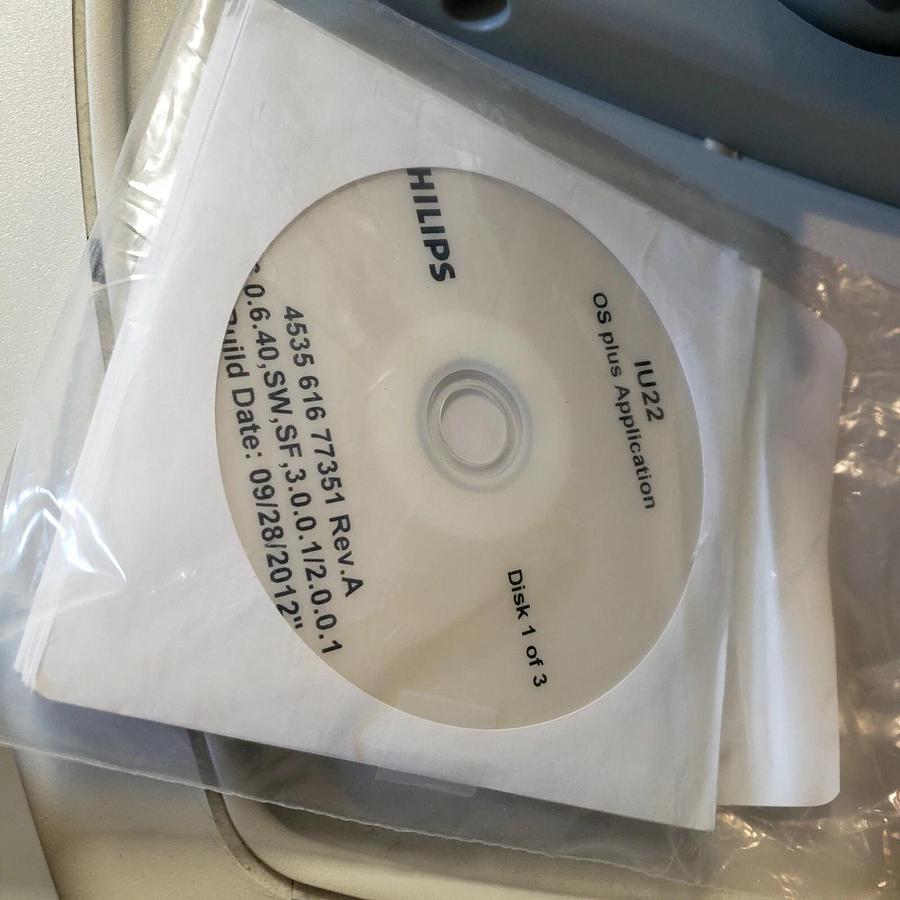 HILIPS
IU22
OS plus Application
Disk 1 of 3
4535 616 77351 Rev.A
.0.6.40,SW,SF,3.0.0.1/2.0.0.1
Build Date: 09/28/2012"